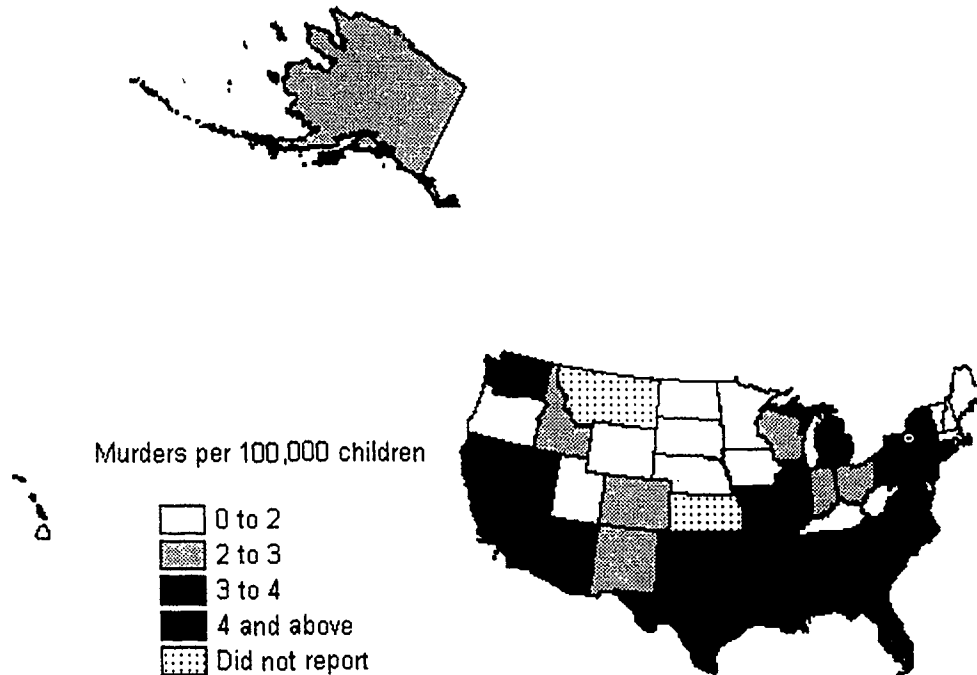 Murders per 100,000 children
0 to 2
2 to 3
3 to 4
4 and above
Did not report